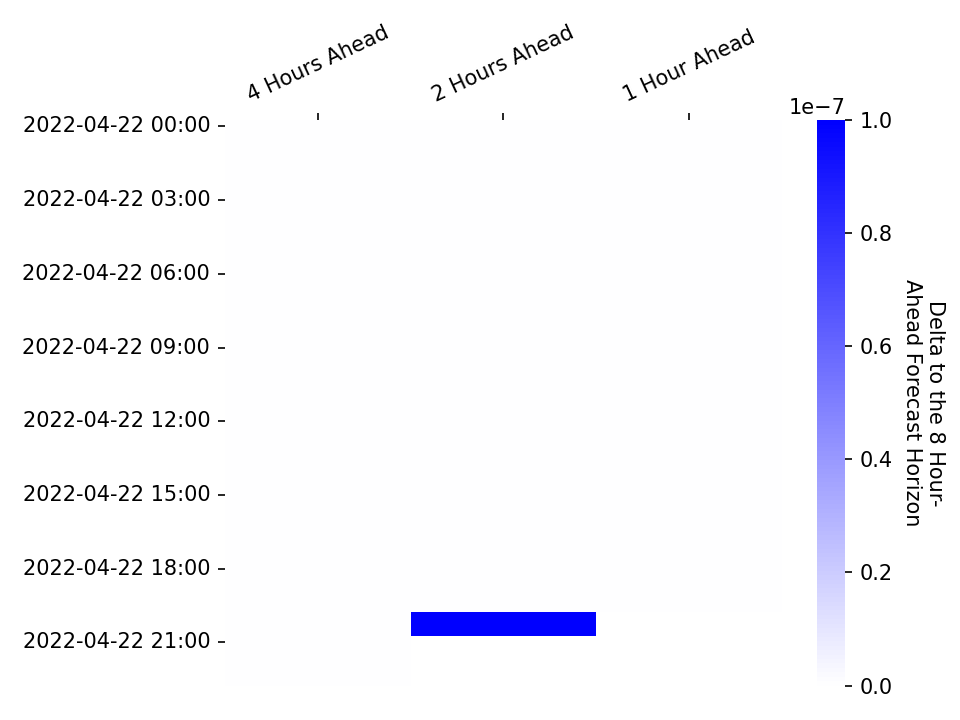 4 Hours Ahead
2 Hours Ahead
1 Hour Ahead
1e−7
2022-04-22 00:00
2022-04-22 03:00
2022-04-22 06:00
2022-04-22 09:00
2022-04-22 12:00
2022-04-22 15:00
2022-04-22 18:00
2022-04-22 21:00
1.0
0.8
0.6
0.4
0.2
0.0
Delta to the 8 Hour-
Ahead Forecast Horizon